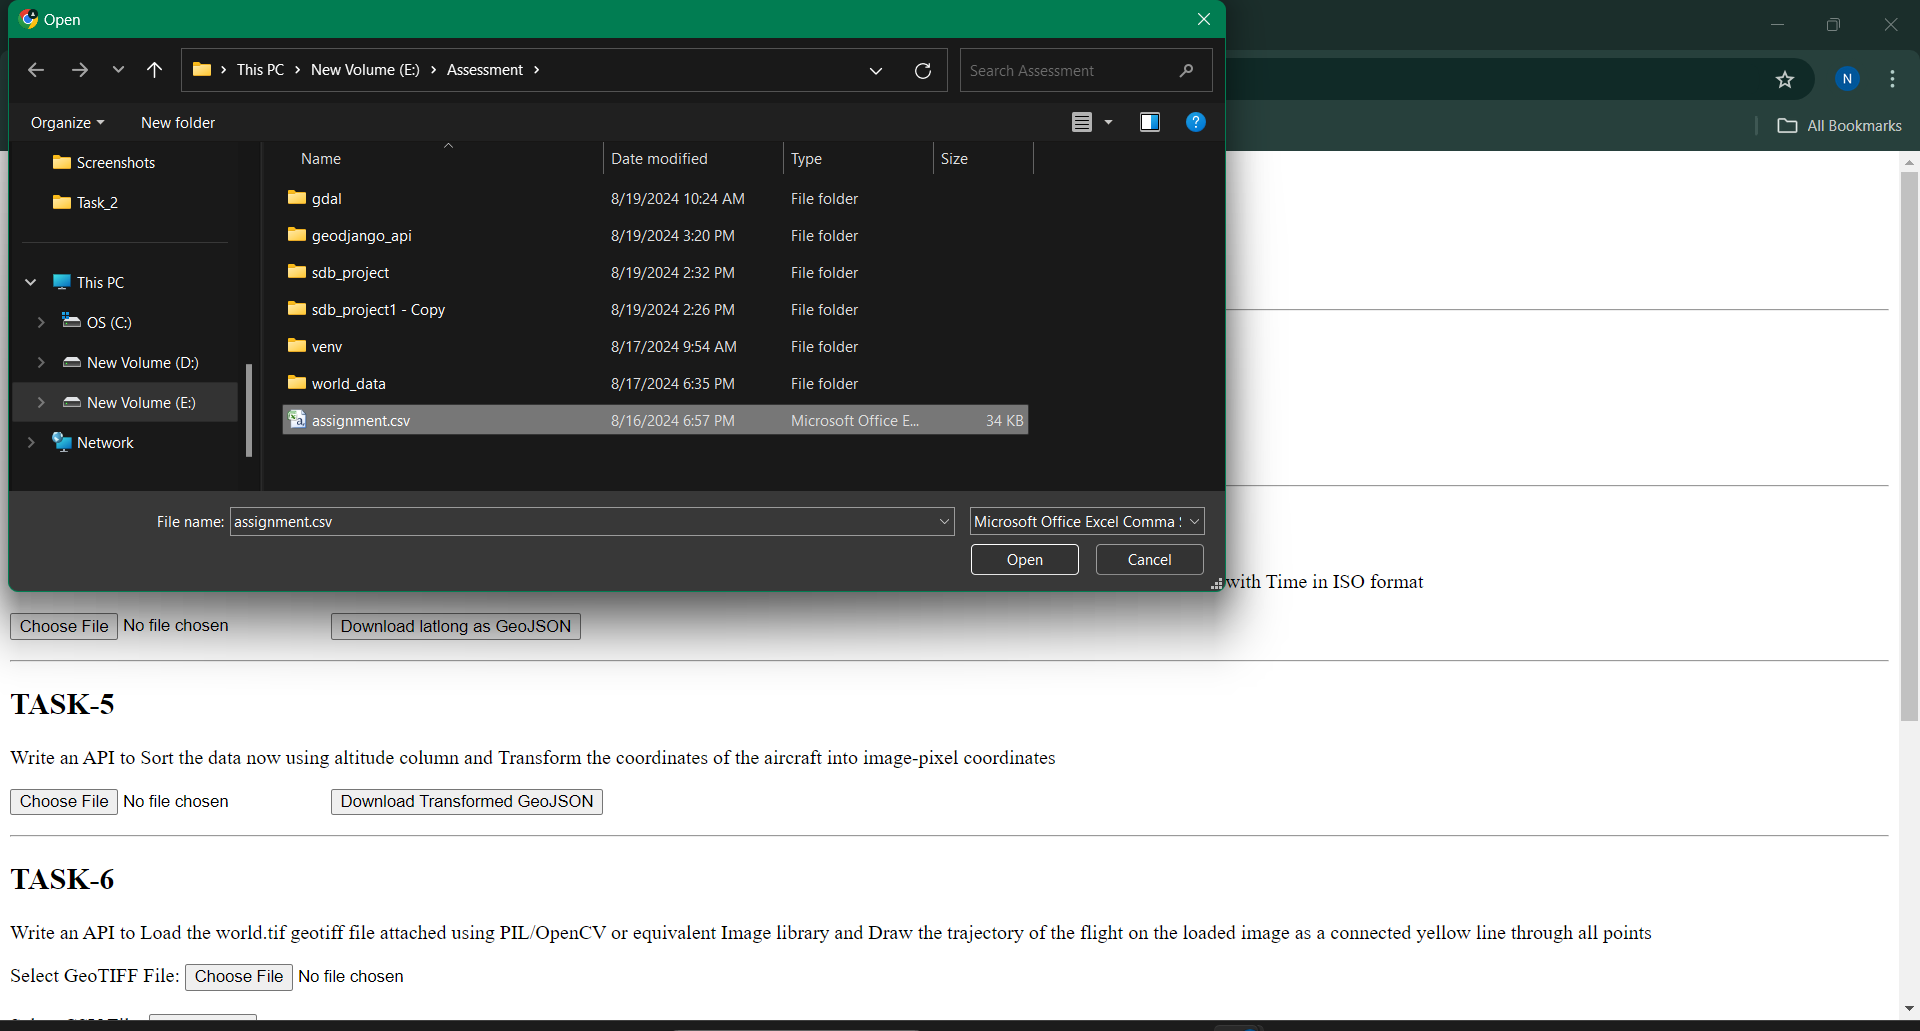 Open
This PC > New Volume (E:) > Assessment >
Search Assessment
N
Organize
New folder
?
All Bookmarks
Screenshots
Task_2
This PC
OS (C:)
New Volume (D:)
New Volume (E:)
Network
Name Date modified Type Size
gdal 8/19/2024 10:24 AM File folder
geodjango_api 8/19/2024 3:20 PM File folder
sdb_project 8/19/2024 2:32 PM File folder
sdb_project1 - Copy 8/19/2024 2:26 PM File folder
venv 8/17/2024 9:54 AM File folder
world_data 8/17/2024 6:35 PM File folder
assignment.csv 8/16/2024 6:57 PM Microsoft Office E... 34 KB
File name: assignment.csv Microsoft Office Excel Comma
Open Cancel
with Time in ISO format
Choose File No file chosen Download latlong as GeoJSON
TASK-5
Write an API to Sort the data now using altitude column and Transform the coordinates of the aircraft into image-pixel coordinates
Choose File No file chosen Download Transformed GeoJSON
TASK-6
Write an API to Load the world.tif geotiff file attached using PIL/OpenCV or equivalent Image library and Draw the trajectory of the flight on the loaded image as a connected yellow line through all points
Select GeoTIFF File: Choose File No file chosen